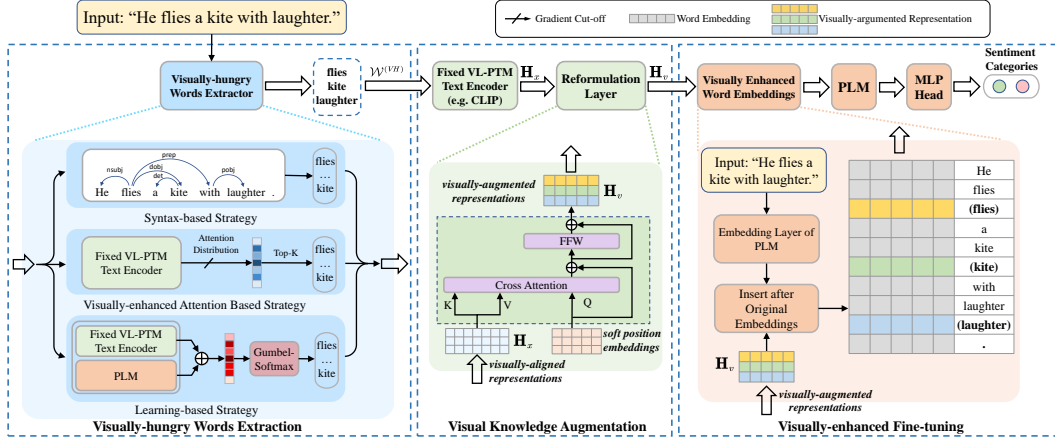 Input: “He flies a kite with laughter.”
Gradient Cut-off
Word Embedding
Visually-argumented Representation
Visually-hungry
Words Extractor
flies
kite
laughter
W^(VH)
Fixed VL-PTM
Text Encoder
(e.g. CLIP)
H_x
Reformulation
Layer
H_v
Visually Enhanced
Word Embeddings
PLM
MLP
Head
Sentiment
Categories
nsubj
prep
dobj
det
pobj
He flies a kite with laughter .
flies
...
kite
Syntax-based Strategy
Fixed VL-PTM
Text Encoder
Attention
Distribution
Top-K
flies
...
kite
Visually-enhanced Attention Based Strategy
Fixed VL-PTM
Text Encoder
PLM
Gumbel-
Softmax
flies
...
kite
Learning-based Strategy
Visually-hungry Words Extraction
visually-augmented
representations
H_v
FFW
Cross Attention
K
V
Q
H_x
soft position
embeddings
visually-aligned
representations
Visual Knowledge Augmentation
Input: “He flies a
kite with laughter.”
Embedding Layer of
PLM
Insert after
Original
Embeddings
H_v
visually-augmented
representations
He
flies
(flies)
a
kite
(kite)
with
laughter
(laughter)
.
Visually-enhanced Fine-tuning